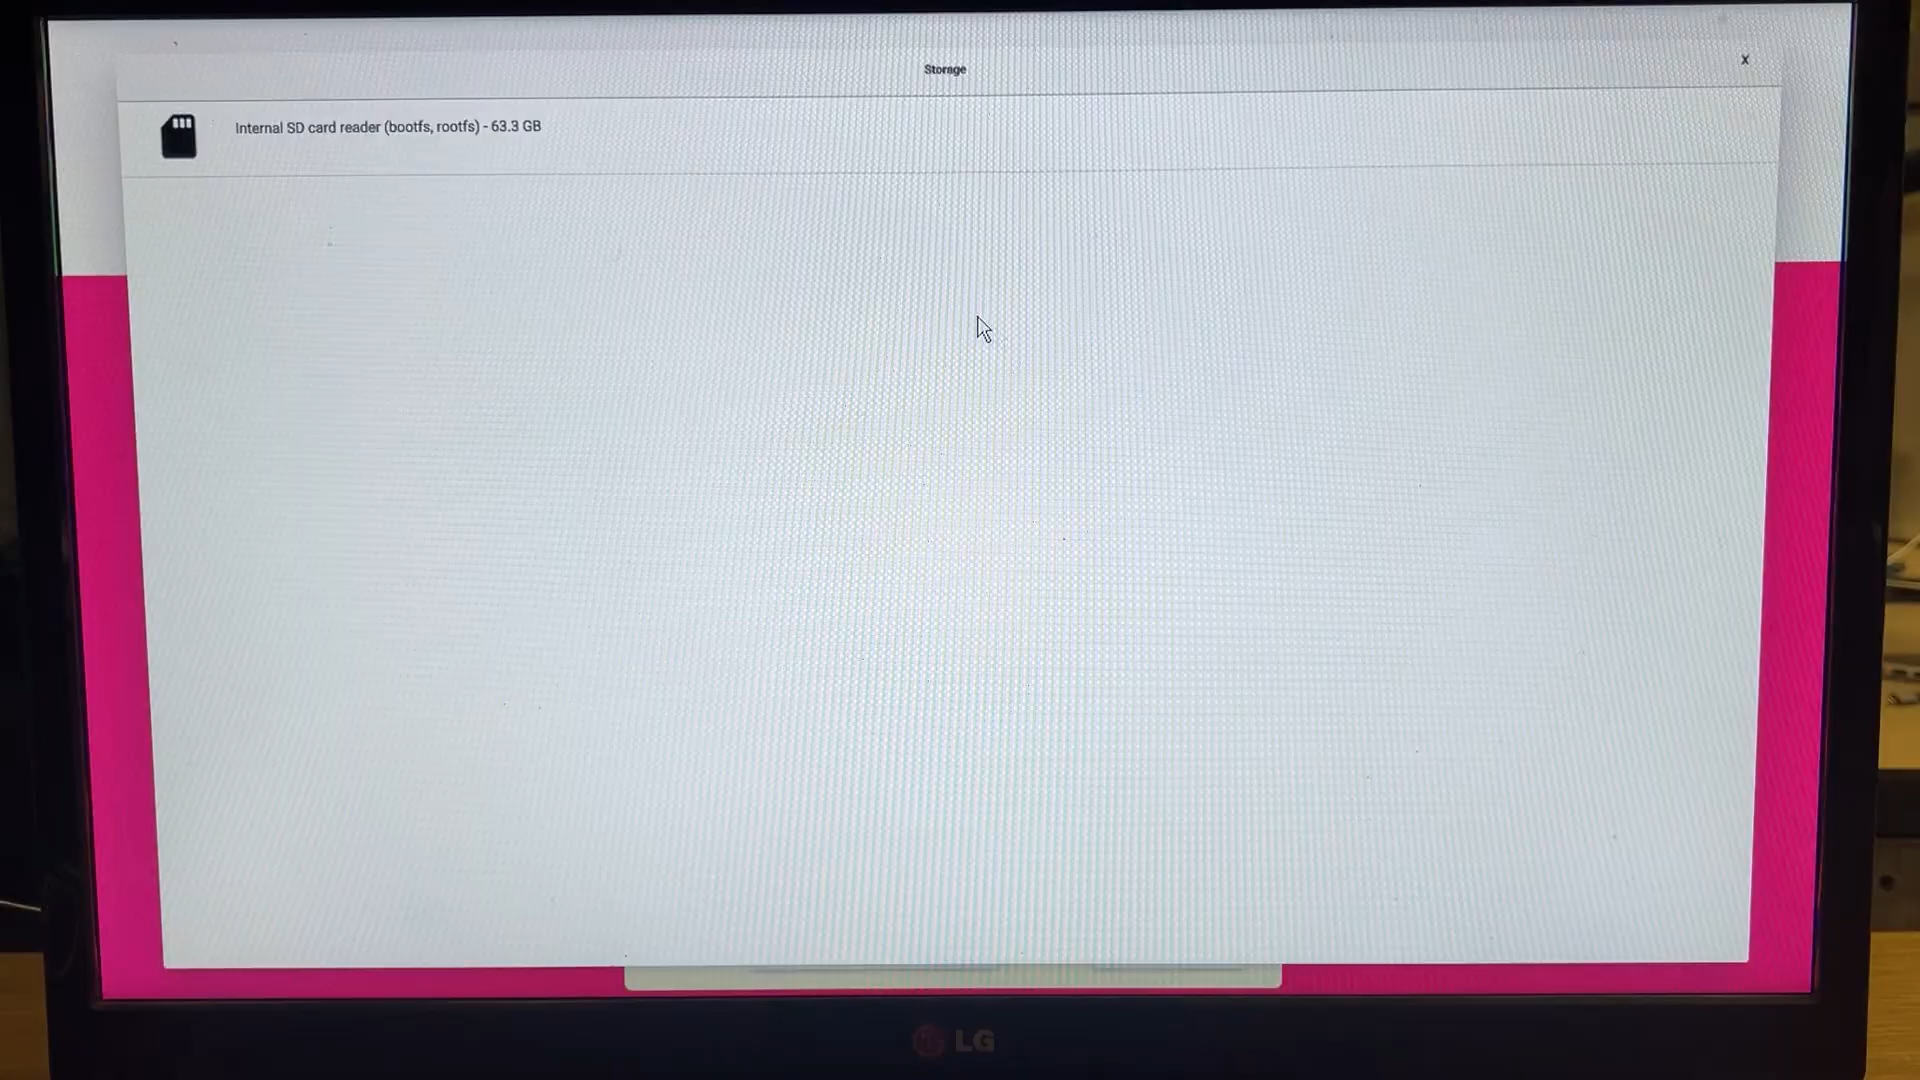 Storage
x
Internal SD card reader (bootfs, rootfs) - 63.3 GB
LG